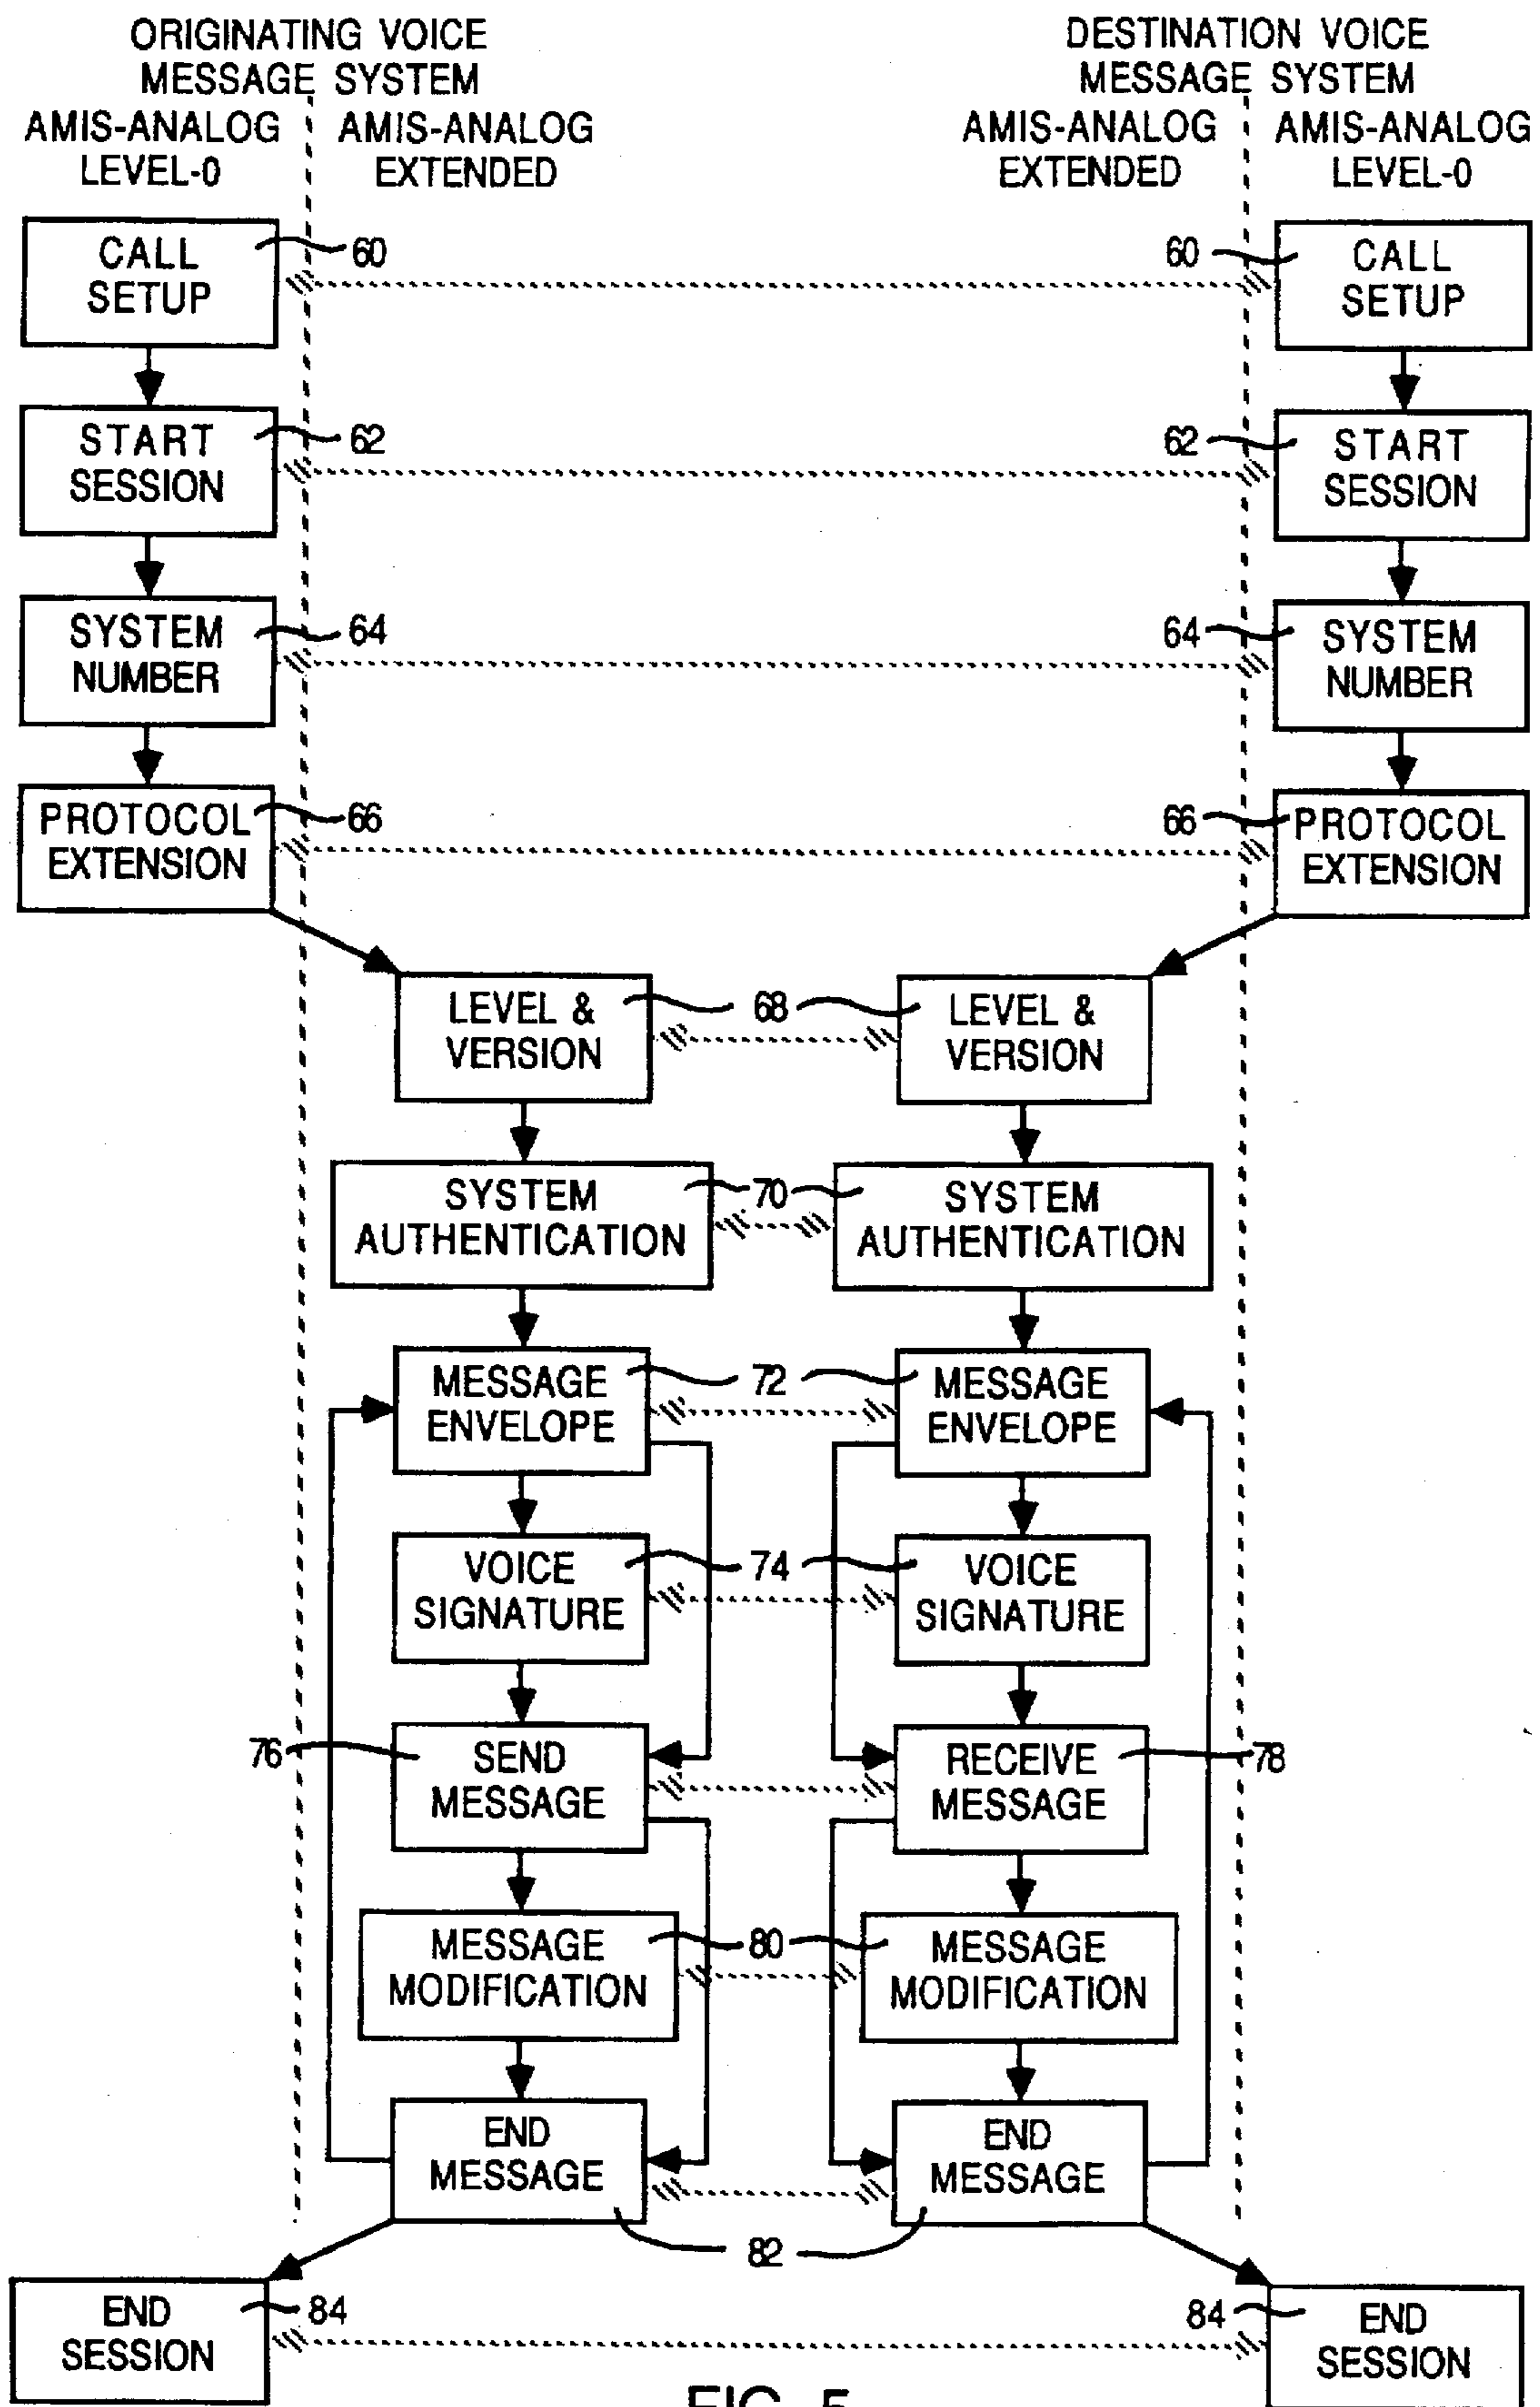 ORIGINATING VOICE
MESSAGE SYSTEM
DESTINATION VOICE
MESSAGE SYSTEM
AMIS-ANALOG
LEVEL-0
AMIS-ANALOG
EXTENDED
AMIS-ANALOG
EXTENDED
AMIS-ANALOG
LEVEL-0
CALL
SETUP
60
60
CALL
SETUP
START
SESSION
62
62
START
SESSION
SYSTEM
NUMBER
64
64
SYSTEM
NUMBER
PROTOCOL
EXTENSION
66
66
PROTOCOL
EXTENSION
LEVEL &
VERSION
68
LEVEL &
VERSION
SYSTEM
AUTHENTICATION
70
SYSTEM
AUTHENTICATION
MESSAGE
ENVELOPE
72
MESSAGE
ENVELOPE
VOICE
SIGNATURE
74
VOICE
SIGNATURE
76
SEND
MESSAGE
RECEIVE
MESSAGE
78
MESSAGE
MODIFICATION
80
MESSAGE
MODIFICATION
END
MESSAGE
END
MESSAGE
82
END
SESSION
84
84
END
SESSION
FIG. 5